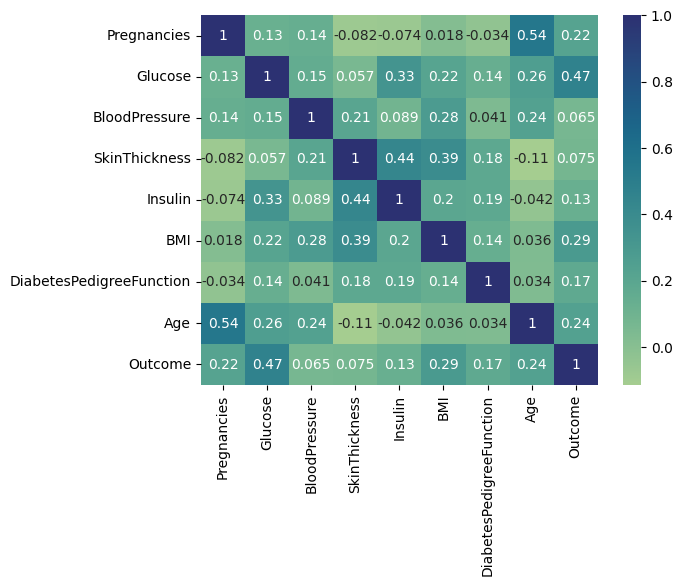 Pregnancies 1 0.13 0.14 -0.082 -0.074 0.018 -0.034 0.54 0.22
Glucose 0.13 1 0.15 0.057 0.33 0.22 0.14 0.26 0.47
BloodPressure 0.14 0.15 1 0.21 0.089 0.28 0.041 0.24 0.065
SkinThickness -0.082 0.057 0.21 1 0.44 0.39 0.18 -0.11 0.075
Insulin -0.074 0.33 0.089 0.44 1 0.2 0.19 -0.042 0.13
BMI 0.018 0.22 0.28 0.39 0.2 1 0.14 0.036 0.29
DiabetesPedigreeFunction -0.034 0.14 0.041 0.18 0.19 0.14 1 0.034 0.17
Age 0.54 0.26 0.24 -0.11 -0.042 0.036 0.034 1 0.24
Outcome 0.22 0.47 0.065 0.075 0.13 0.29 0.17 0.24 1
Pregnancies
Glucose
BloodPressure
SkinThickness
Insulin
BMI
DiabetesPedigreeFunction
Age
Outcome
1.0
0.8
0.6
0.4
0.2
0.0